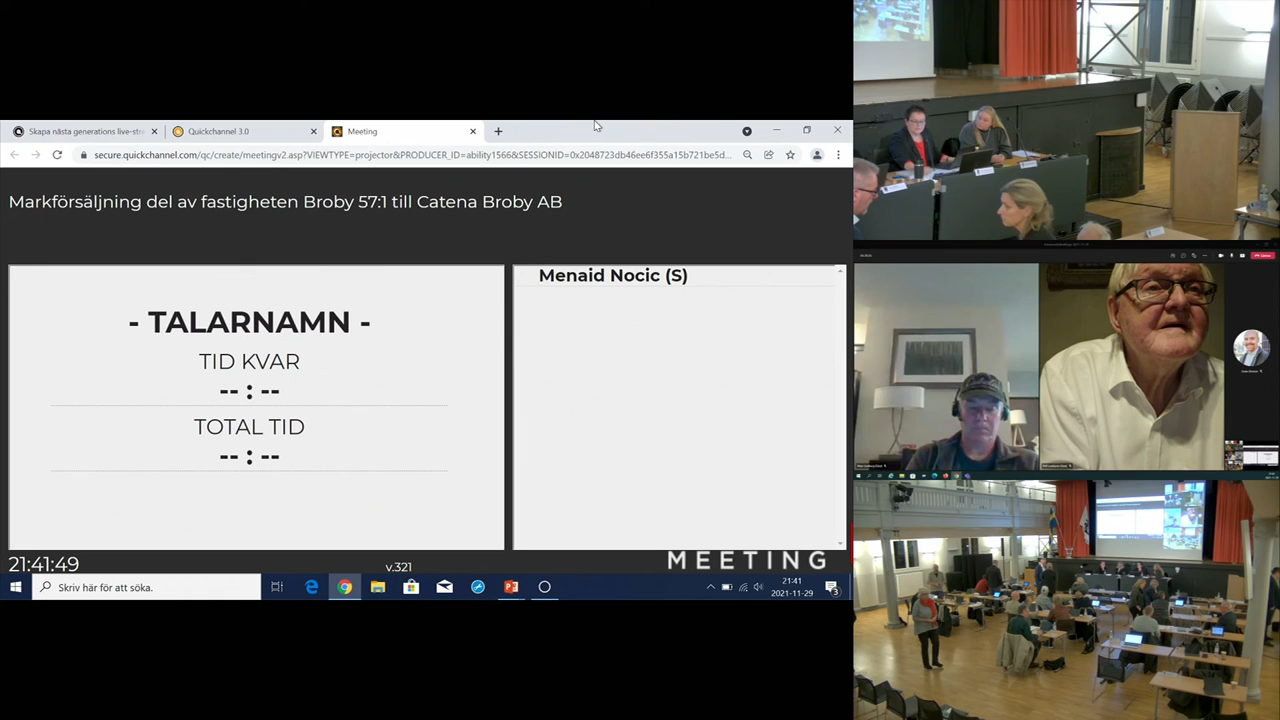 Skapa nästa generations live-stre
Quickchannel 3.0
Meeting
secure.quickchannel.com/qc/create/meetingv2.asp?VIEWTYPE=projector&PRODUCER_ID=ability1566&SESSIONID=0x2048723db46ee6f355a15b721be5d...
Markförsäljning del av fastigheten Broby 57:1 till Catena Broby AB
- TALARNAMN -
TID KVAR
-- : --
TOTAL TID
-- : --
Menaid Nocic (S)
21:41:49
v.321
MEETING
Skriv här för att söka.
21:41
2021-11-29
3